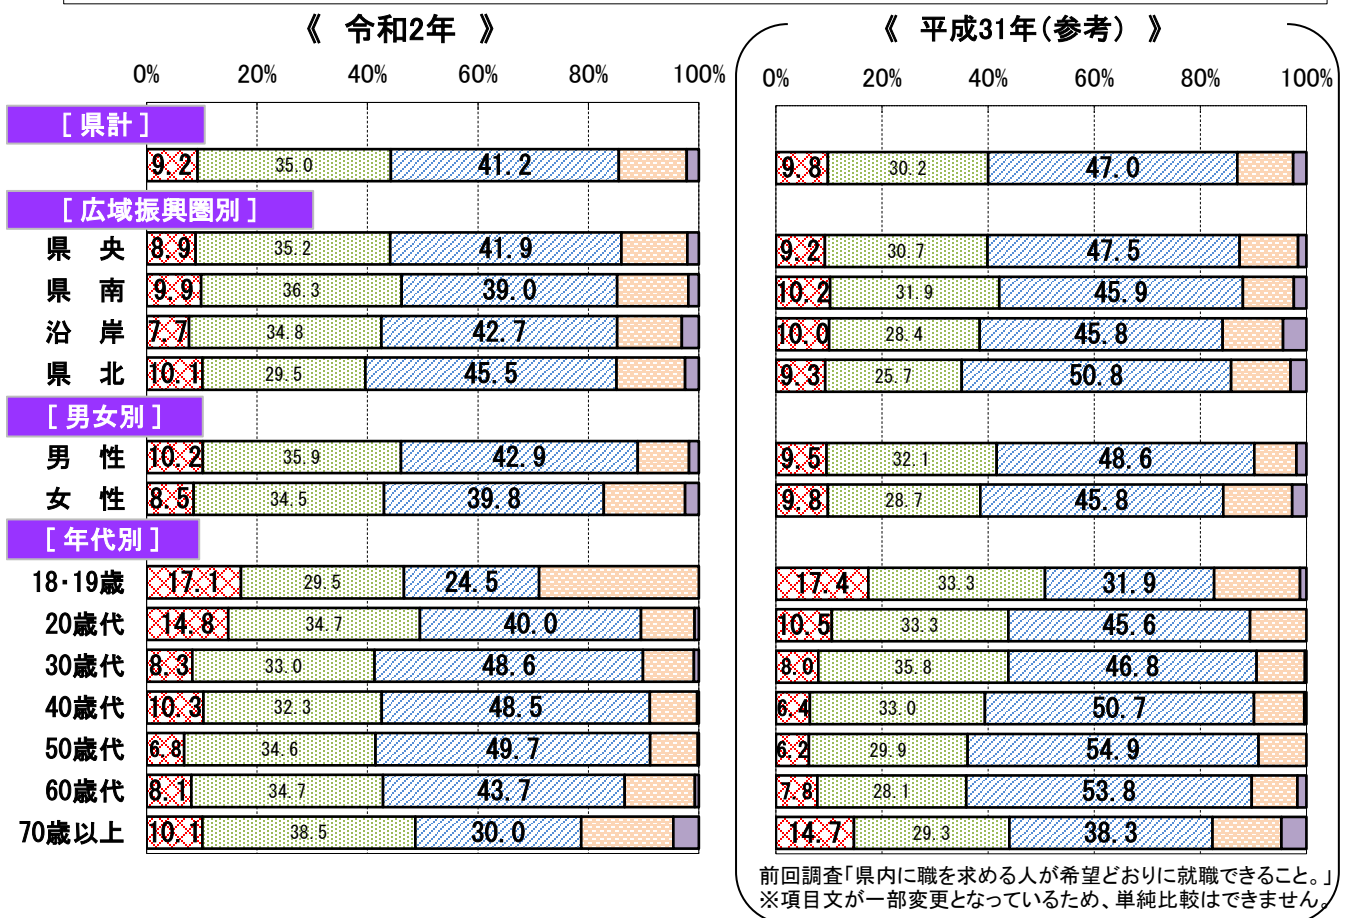 《 令和2年 》
0% 20% 40% 60% 80% 100%
[ 県計 ]
9.2 35.0 41.2
[ 広域振興圏別 ]
県 央 8.9 35.2 41.9
県 南 9.9 36.3 39.0
沿 岸 7.7 34.8 42.7
県 北 10.1 29.5 45.5
[ 男女別 ]
男 性 10.2 35.9 42.9
女 性 8.5 34.5 39.8
[ 年代別 ]
18・19歳 17.1 29.5 24.5
20歳代 14.8 34.7 40.0
30歳代 8.3 33.0 48.6
40歳代 10.3 32.3 48.5
50歳代 6.8 34.6 49.7
60歳代 8.1 34.7 43.7
70歳以上 10.1 38.5 30.0
《 平成31年(参考) 》
0% 20% 40% 60% 80% 100%
9.8 30.2 47.0
9.2 30.7 47.5
10.2 31.9 45.9
10.0 28.4 45.8
9.3 25.7 50.8
9.5 32.1 48.6
9.8 28.7 45.8
17.4 33.3 31.9
10.5 33.3 45.6
8.0 35.8 46.8
6.4 33.0 50.7
6.2 29.9 54.9
7.8 28.1 53.8
14.7 29.3 38.3
前回調査「県内に職を求める人が希望どおりに就職できること。」
※項目文が一部変更となっているため、単純比較はできません。